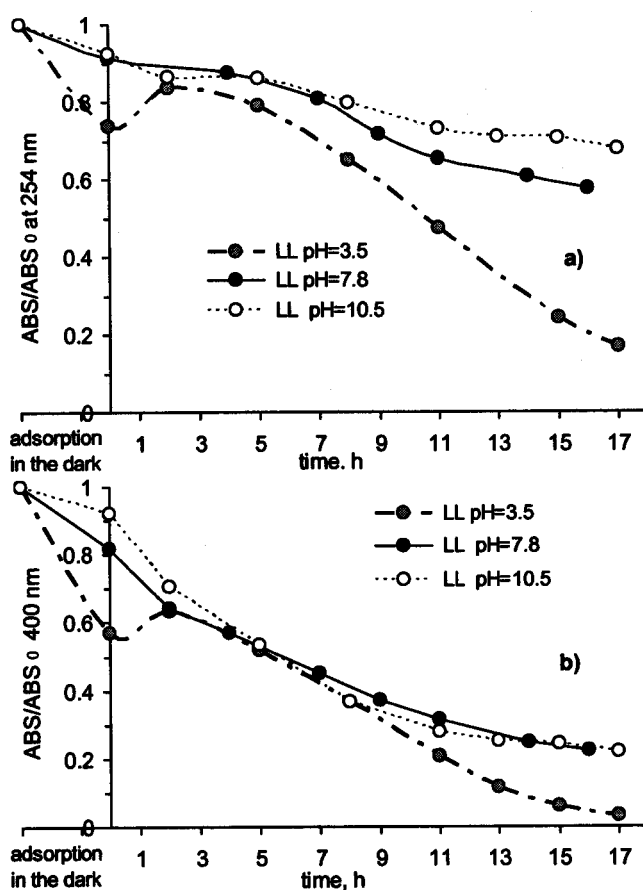 1
0.8
0.6
0.4
0.2
0
ABS/ABS 0 at 254 nm
LL pH=3.5
LL pH=7.8
LL pH=10.5
a)
adsorption
in the dark
1 3 5 7 9 11 13 15 17
time. h
1
0.8
0.6
0.4
0.2
0
ABS/ABS 0 400 nm
LL pH=3.5
LL pH=7.8
LL pH=10.5
b)
adsorption
in the dark
1 3 5 7 9 11 13 15 17
time, h